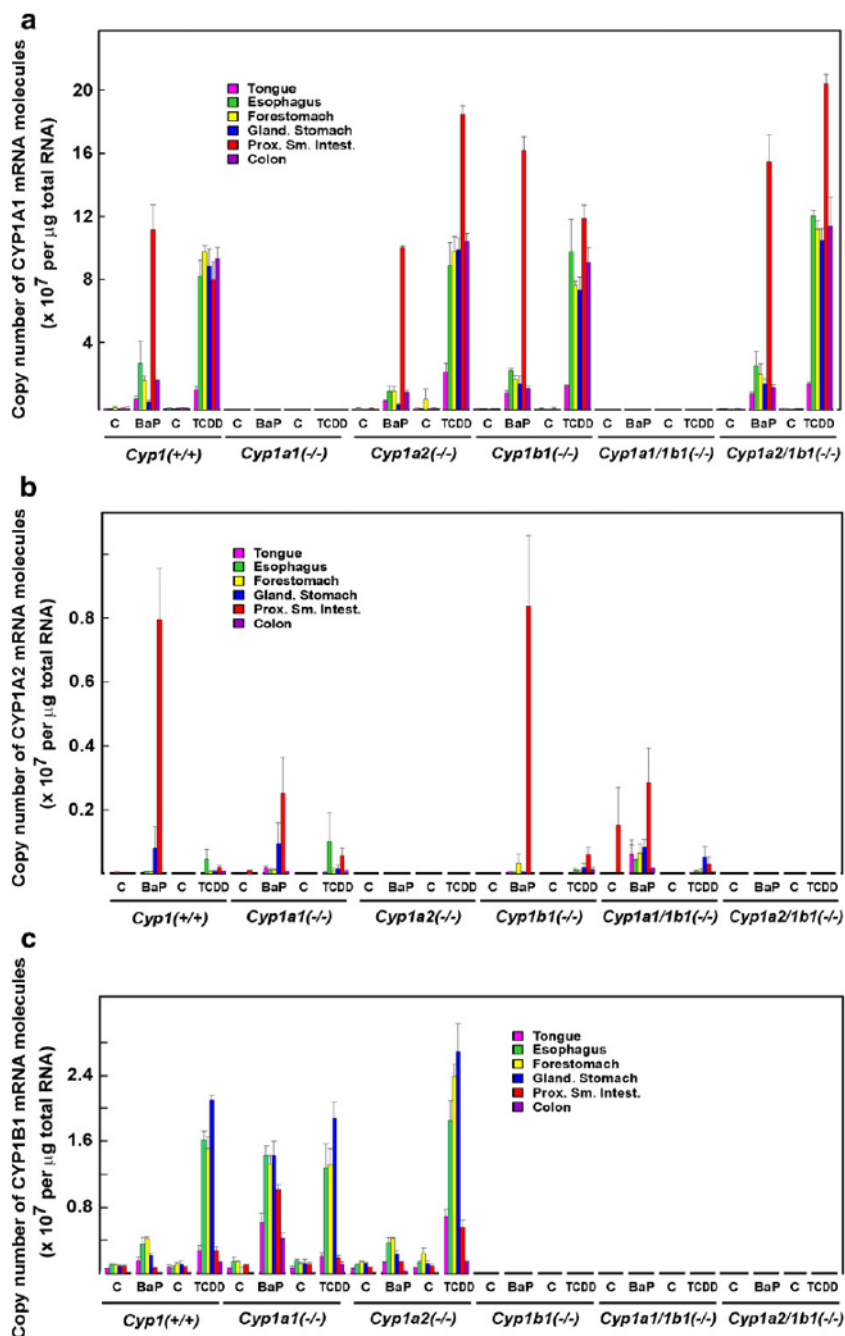 a
Copy number of CYP1A1 mRNA molecules
(x 10⁷ per µg total RNA)
20
16
12
8
4
Tongue
Esophagus
Forestomach
Gland. Stomach
Prox. Sm. Intest.
Colon
C BaP C TCDD C BaP C TCDD C BaP C TCDD C BaP C TCDD C BaP C TCDD C BaP C TCDD
Cyp1(+/+) Cyp1a1(-/-) Cyp1a2(-/-) Cyp1b1(-/-) Cyp1a1/1b1(-/-) Cyp1a2/1b1(-/-)
b
Copy number of CYP1A2 mRNA molecules
(x 10⁷ per µg total RNA)
0.8
0.6
0.4
0.2
Tongue
Esophagus
Forestomach
Gland. Stomach
Prox. Sm. Intest.
Colon
C BaP C TCDD C BaP C TCDD C BaP C TCDD C BaP C TCDD C BaP C TCDD C BaP C TCDD
Cyp1(+/+) Cyp1a1(-/-) Cyp1a2(-/-) Cyp1b1(-/-) Cyp1a1/1b1(-/-) Cyp1a2/1b1(-/-)
c
Copy number of CYP1B1 mRNA molecules
(x 10⁷ per µg total RNA)
2.4
1.6
0.8
Tongue
Esophagus
Forestomach
Gland. Stomach
Prox. Sm. Intest.
Colon
C BaP C TCDD C BaP C TCDD C BaP C TCDD C BaP C TCDD C BaP C TCDD C BaP C TCDD
Cyp1(+/+) Cyp1a1(-/-) Cyp1a2(-/-) Cyp1b1(-/-) Cyp1a1/1b1(-/-) Cyp1a2/1b1(-/-)